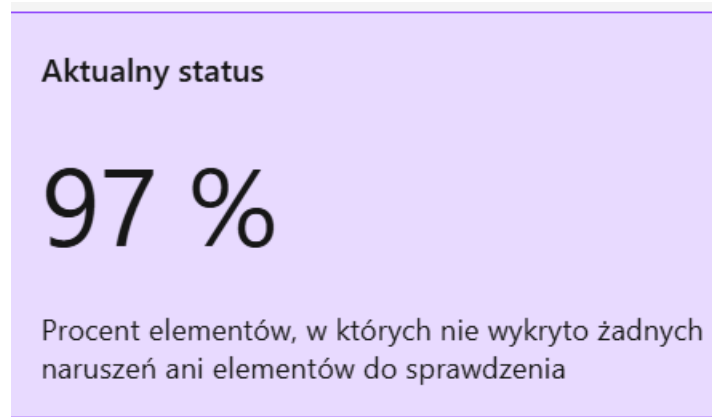 Aktualny status
97 %
Procent elementów, w których nie wykryto żadnych
naruszeń ani elementów do sprawdzenia